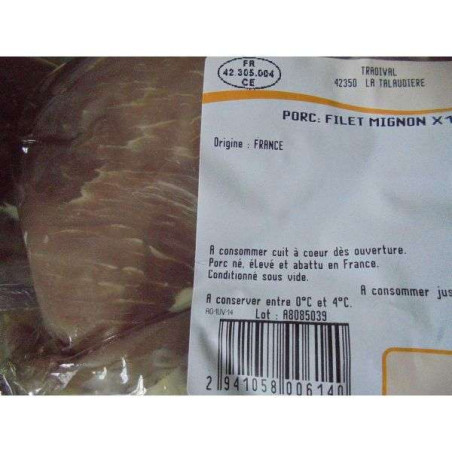 FR
42.305.004
CE
TRADIVAL
42350 LA TALAUDIERE
PORC: FILET MIGNON X1
Origine : FRANCE
A consommer cuit à coeur dès ouverture.
Porc né, élevé et abattu en France.
Conditionné sous vide.
A consommer jus
A conserver entre 0°C et 4°C.
Lot : A8085039
2 941058 006140